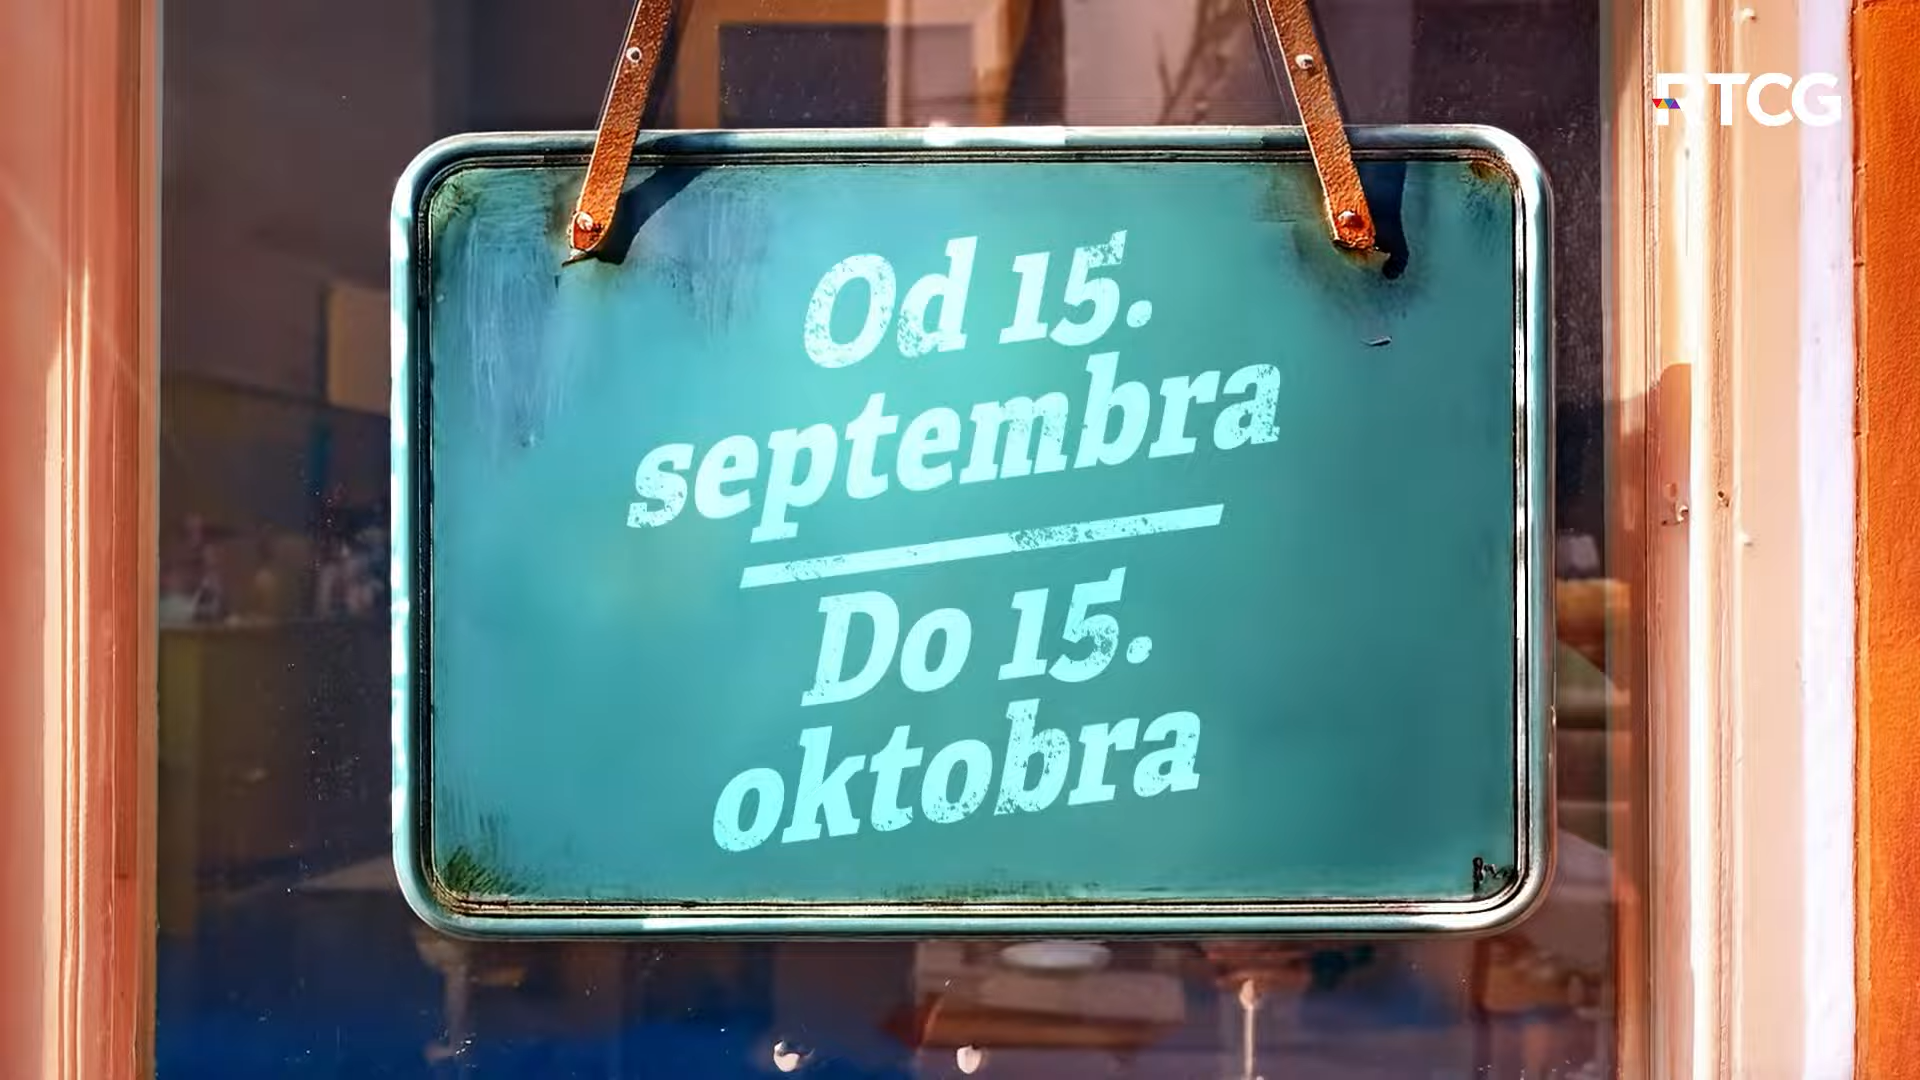 RTCG
Od 15.
septembra
Do 15.
oktobra